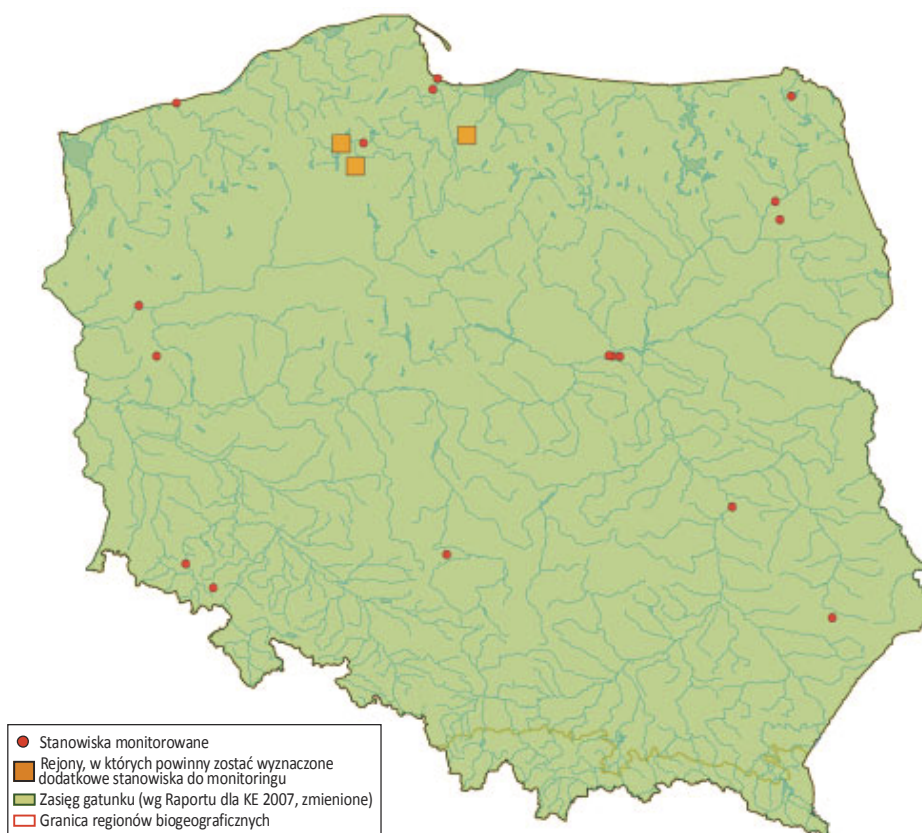 Stanowiska monitorowane
Rejony, w których powinny zostać wyznaczone
dodatkowe stanowiska do monitoringu
Zasięg gatunku (wg Raportu dla KE 2007, zmienione)
Granica regionów biogeograficznych